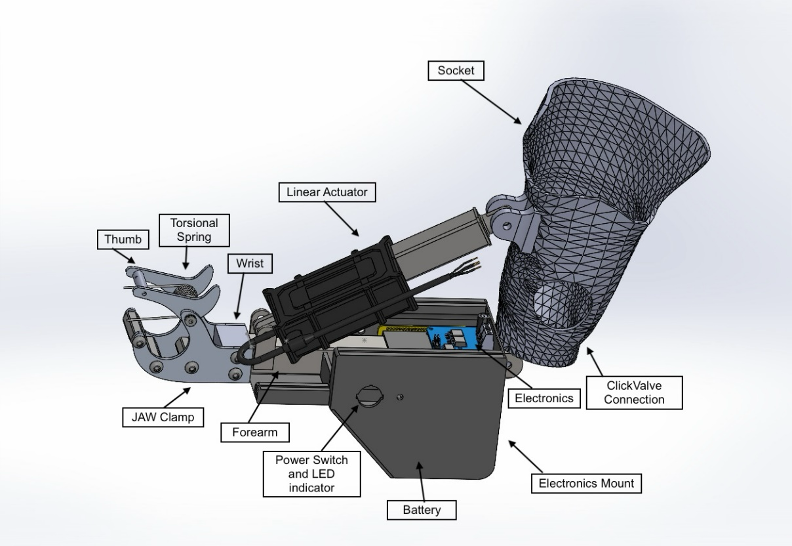 Socket
Linear Actuator
Torsional
Spring
Thumb
Wrist
ClickValve
Connection
Electronics
JAW Clamp
Forearm
Power Switch
and LED
indicator
Electronics Mount
Battery